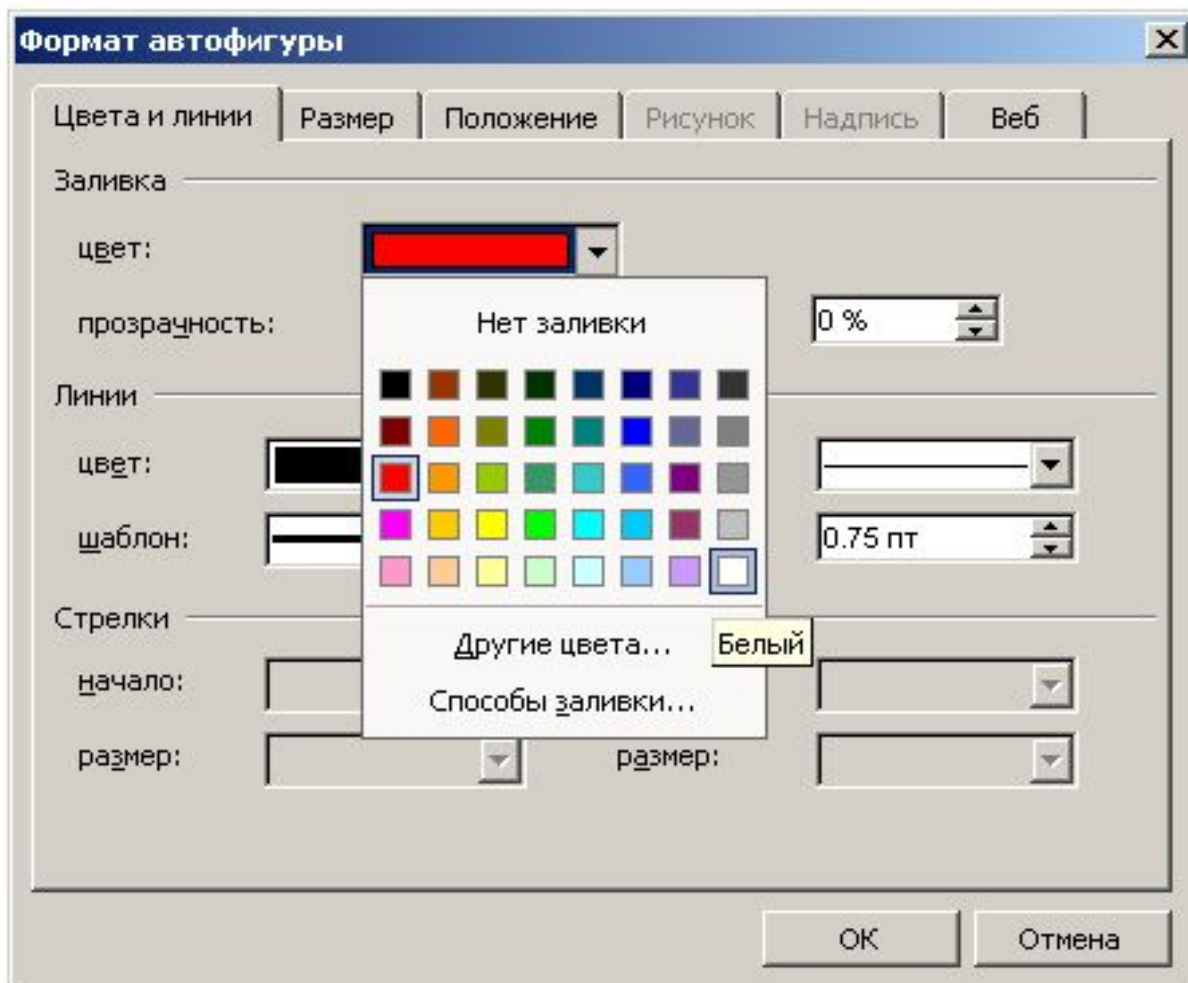 Формат автофигуры
Цвета и линии Размер Положение Рисунок Надпись Веб
Заливка
цвет:
Нет заливки
прозрачность: 0 %
Линии
цвет:
шаблон: 0.75 пт
Стрелки
Другие цвета... Белый
начало:
Способы заливки...
размер: размер:
ОК Отмена